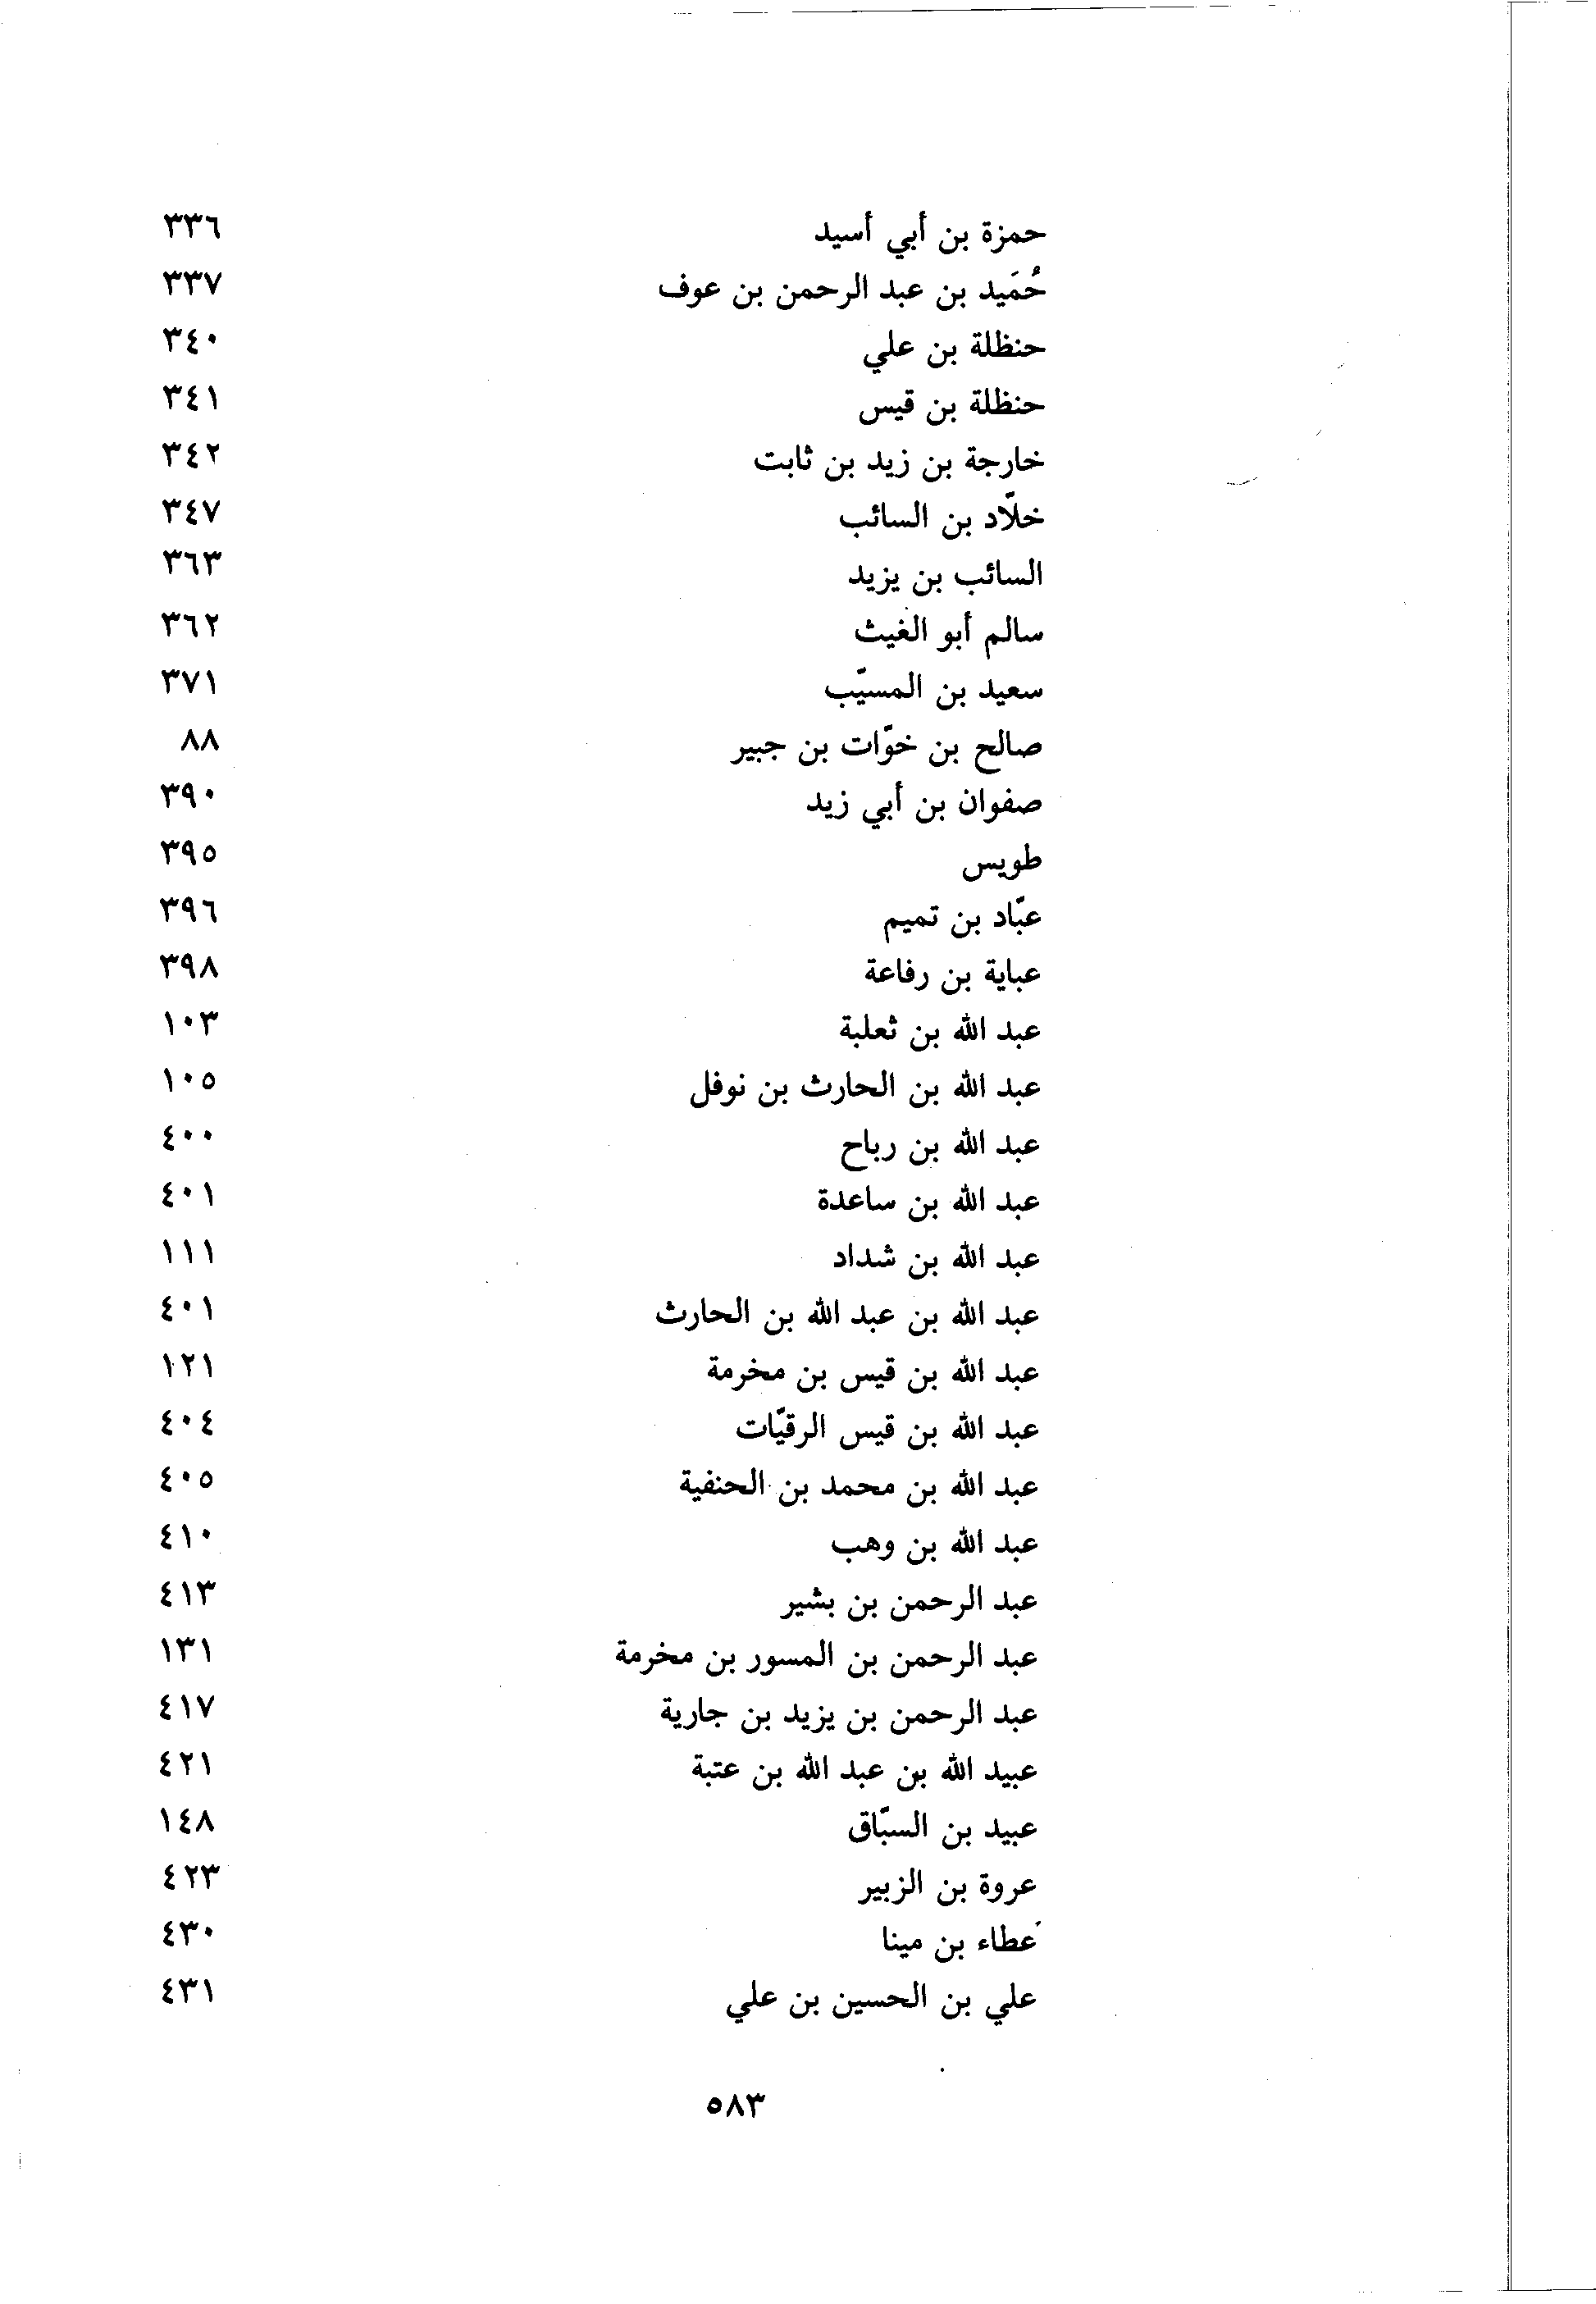 حمزة بن أبي أسيد ٣٣٦
حُمَيد بن عبد الرحمن بن عوف ٣٣٧
حنظلة بن علي ٣٤٠
حنظلة بن قيس ٣٤١
خارجة بن زيد بن ثابت ٣٤٢
خلّاد بن السائب ٣٤٧
السائب بن يزيد ٣٦٣
سالم أبو الغيث ٣٦٢
سعيد بن المسيّب ٣٧١
صالح بن خوّات بن جبير ٨٨
صفوان بن أبي زيد ٣٩٠
طويس ٣٩٥
عبّاد بن تميم ٣٩٦
عباية بن رفاعة ٣٩٨
عبد الله بن ثعلبة ١٠٣
عبد الله بن الحارث بن نوفل ١٠٥
عبد الله بن رباح ٤٠٠
عبد الله بن ساعدة ٤٠١
عبد الله بن شداد ١١١
عبد الله بن عبد الله بن الحارث ٤٠١
عبد الله بن قيس بن مخرمة ١٢١
عبد الله بن قيس الرقيّات ٤٠٤
عبد الله بن محمد بن الحنفية ٤٠٥
عبد الله بن وهب ٤١٠
عبد الرحمن بن بشير ٤١٣
عبد الرحمن بن المسور بن مخرمة ١٣١
عبد الرحمن بن يزيد بن جارية ٤١٧
عبيد الله بن عبد الله بن عتبة ٤٢١
عبيد بن السبّاق ١٤٨
عروة بن الزبير ٤٢٣
عطاء بن مينا ٤٣٠
علي بن الحسين بن علي ٤٣١
٥٨٣